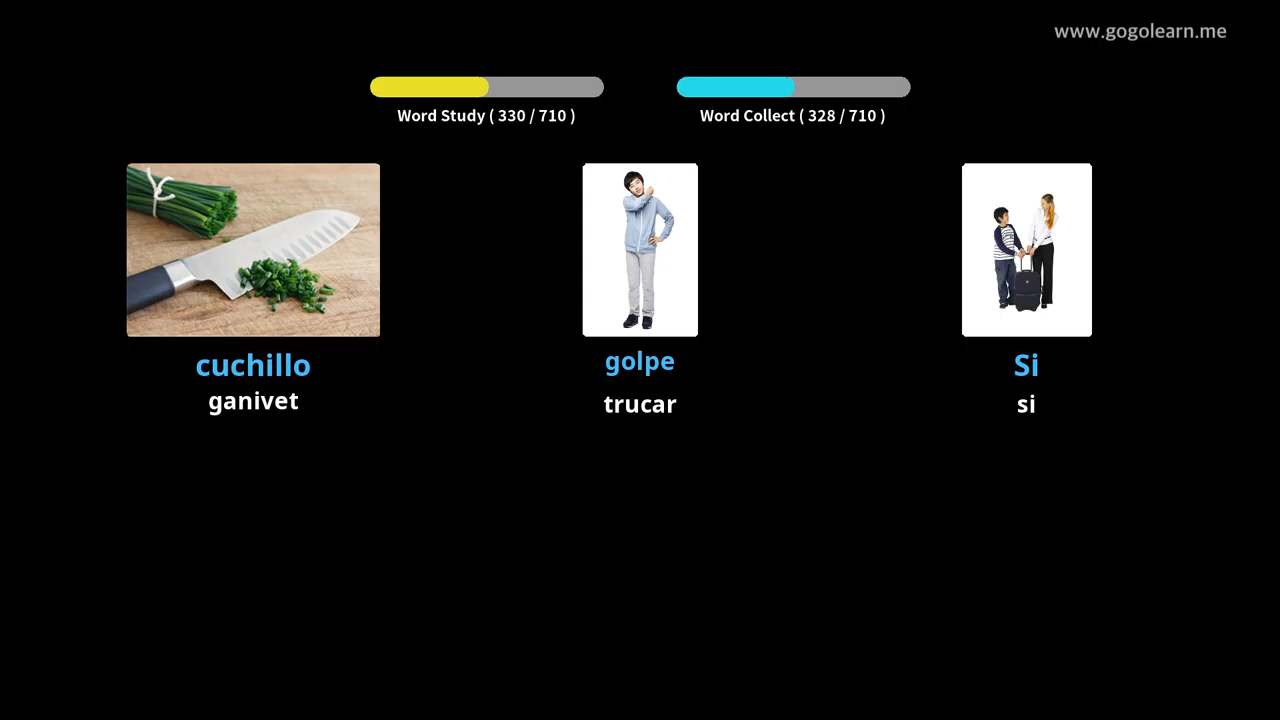 www.gogolearn.me
Word Study ( 330 / 710 )
Word Collect ( 328 / 710 )
cuchillo
ganivet
golpe
trucar
Si
si